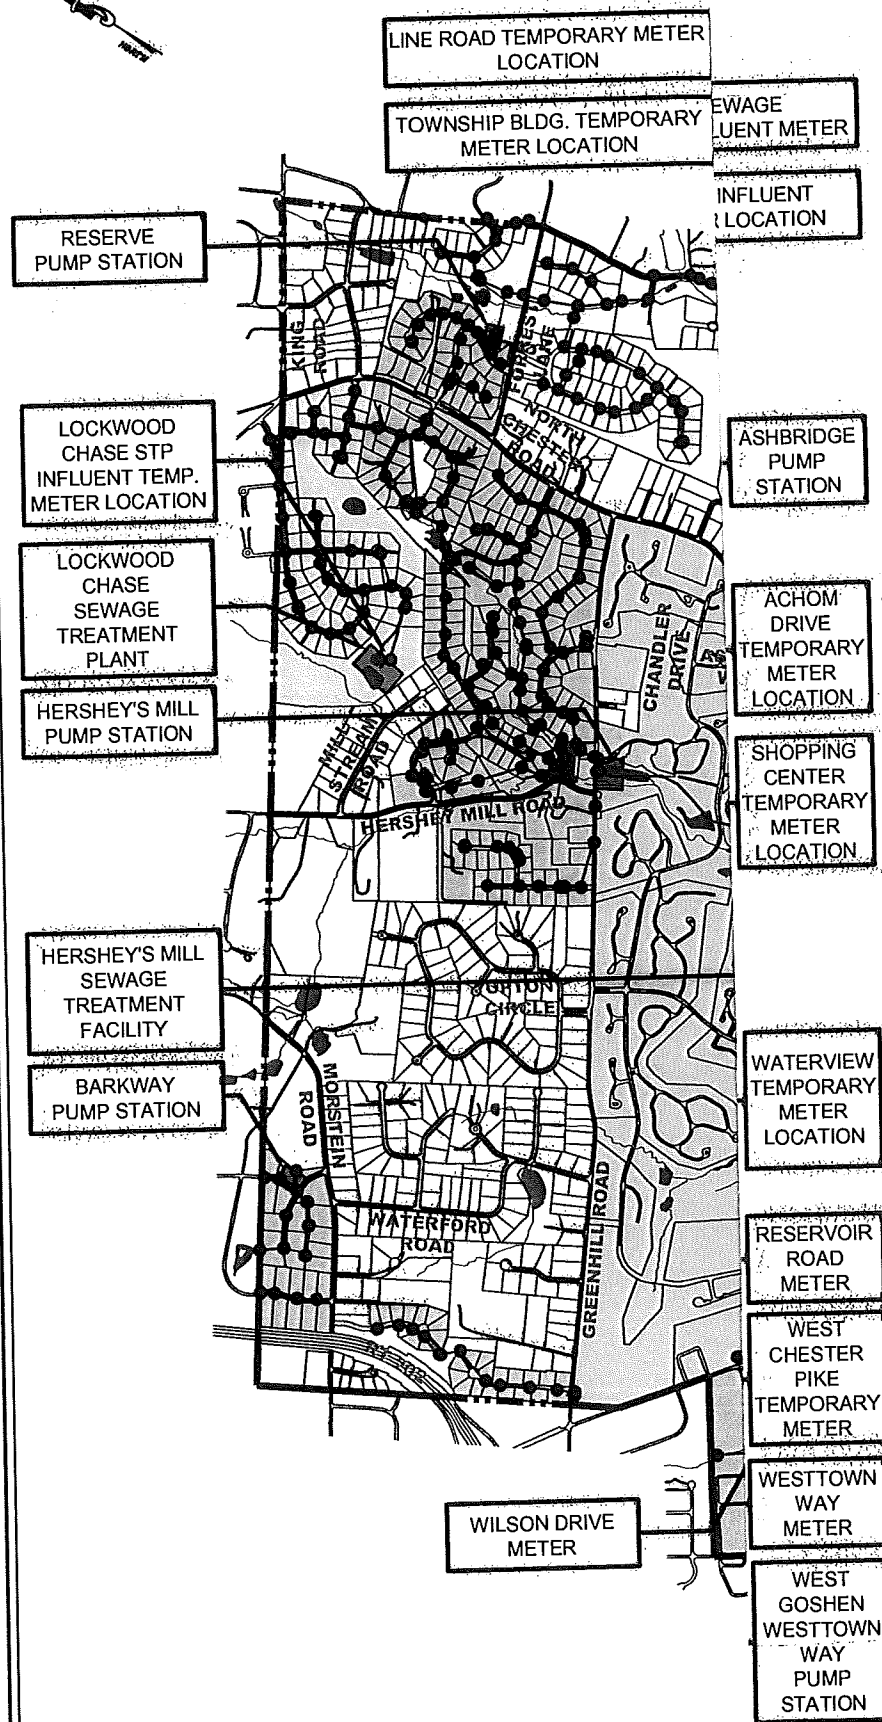 LINE ROAD TEMPORARY METER
LOCATION
TOWNSHIP BLDG. TEMPORARY
METER LOCATION
EWAGE
LUENT METER
INFLUENT
LOCATION
RESERVE
PUMP STATION
KING
ROAD
FOREST
LANE
NORTH
CHESTER
ROAD
LOCKWOOD
CHASE STP
INFLUENT TEMP.
METER LOCATION
ASHBRIDGE
PUMP
STATION
LOCKWOOD
CHASE
SEWAGE
TREATMENT
PLANT
CHANDLER
DRIVE
ACHOM
DRIVE
TEMPORARY
METER
LOCATION
HERSHEY'S MILL
PUMP STATION
MILL
STREAM
ROAD
HERSHEY MILL ROAD
SHOPPING
CENTER
TEMPORARY
METER
LOCATION
HERSHEY'S MILL
SEWAGE
TREATMENT
FACILITY
CIRCLE
BARKWAY
PUMP STATION
MORSTEIN
ROAD
WATERVIEW
TEMPORARY
METER
LOCATION
WATERFORD
ROAD
GREENHILL ROAD
RESERVOIR
ROAD
METER
RT 202
WEST
CHESTER
PIKE
TEMPORARY
METER
WESTTOWN
WAY
METER
WILSON DRIVE
METER
WEST
GOSHEN
WESTTOWN
WAY
PUMP
STATION